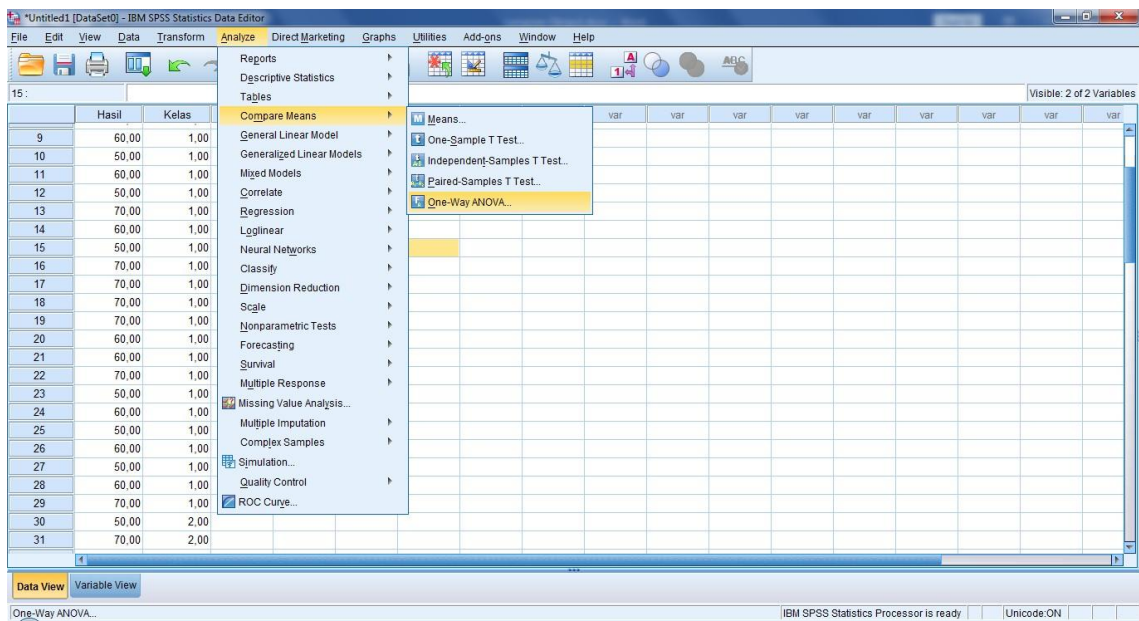 *Untitled1 [DataSet0] - IBM SPSS Statistics Data Editor
File Edit View Data Transform Analyze Direct Marketing Graphs Utilities Add-ons Window Help
15 :
Visible: 2 of 2 Variables
Hasil Kelas var var var var var var var var
9 60,00 1,00
10 50,00 1,00
11 60,00 1,00
12 50,00 1,00
13 70,00 1,00
14 60,00 1,00
15 50,00 1,00
16 70,00 1,00
17 70,00 1,00
18 70,00 1,00
19 70,00 1,00
20 60,00 1,00
21 60,00 1,00
22 70,00 1,00
23 50,00 1,00
24 60,00 1,00
25 50,00 1,00
26 60,00 1,00
27 50,00 1,00
28 60,00 1,00
29 70,00 1,00
30 50,00 2,00
31 70,00 2,00
Reports
Descriptive Statistics
Tables
Compare Means
General Linear Model
Generalized Linear Models
Mixed Models
Correlate
Regression
Loglinear
Neural Networks
Classify
Dimension Reduction
Scale
Nonparametric Tests
Forecasting
Survival
Multiple Response
Missing Value Analysis...
Multiple Imputation
Complex Samples
Simulation...
Quality Control
ROC Curve...
Means...
One-Sample T Test...
Independent-Samples T Test...
Paired-Samples T Test...
One-Way ANOVA...
Data View Variable View
One-Way ANOVA...
IBM SPSS Statistics Processor is ready
Unicode:ON